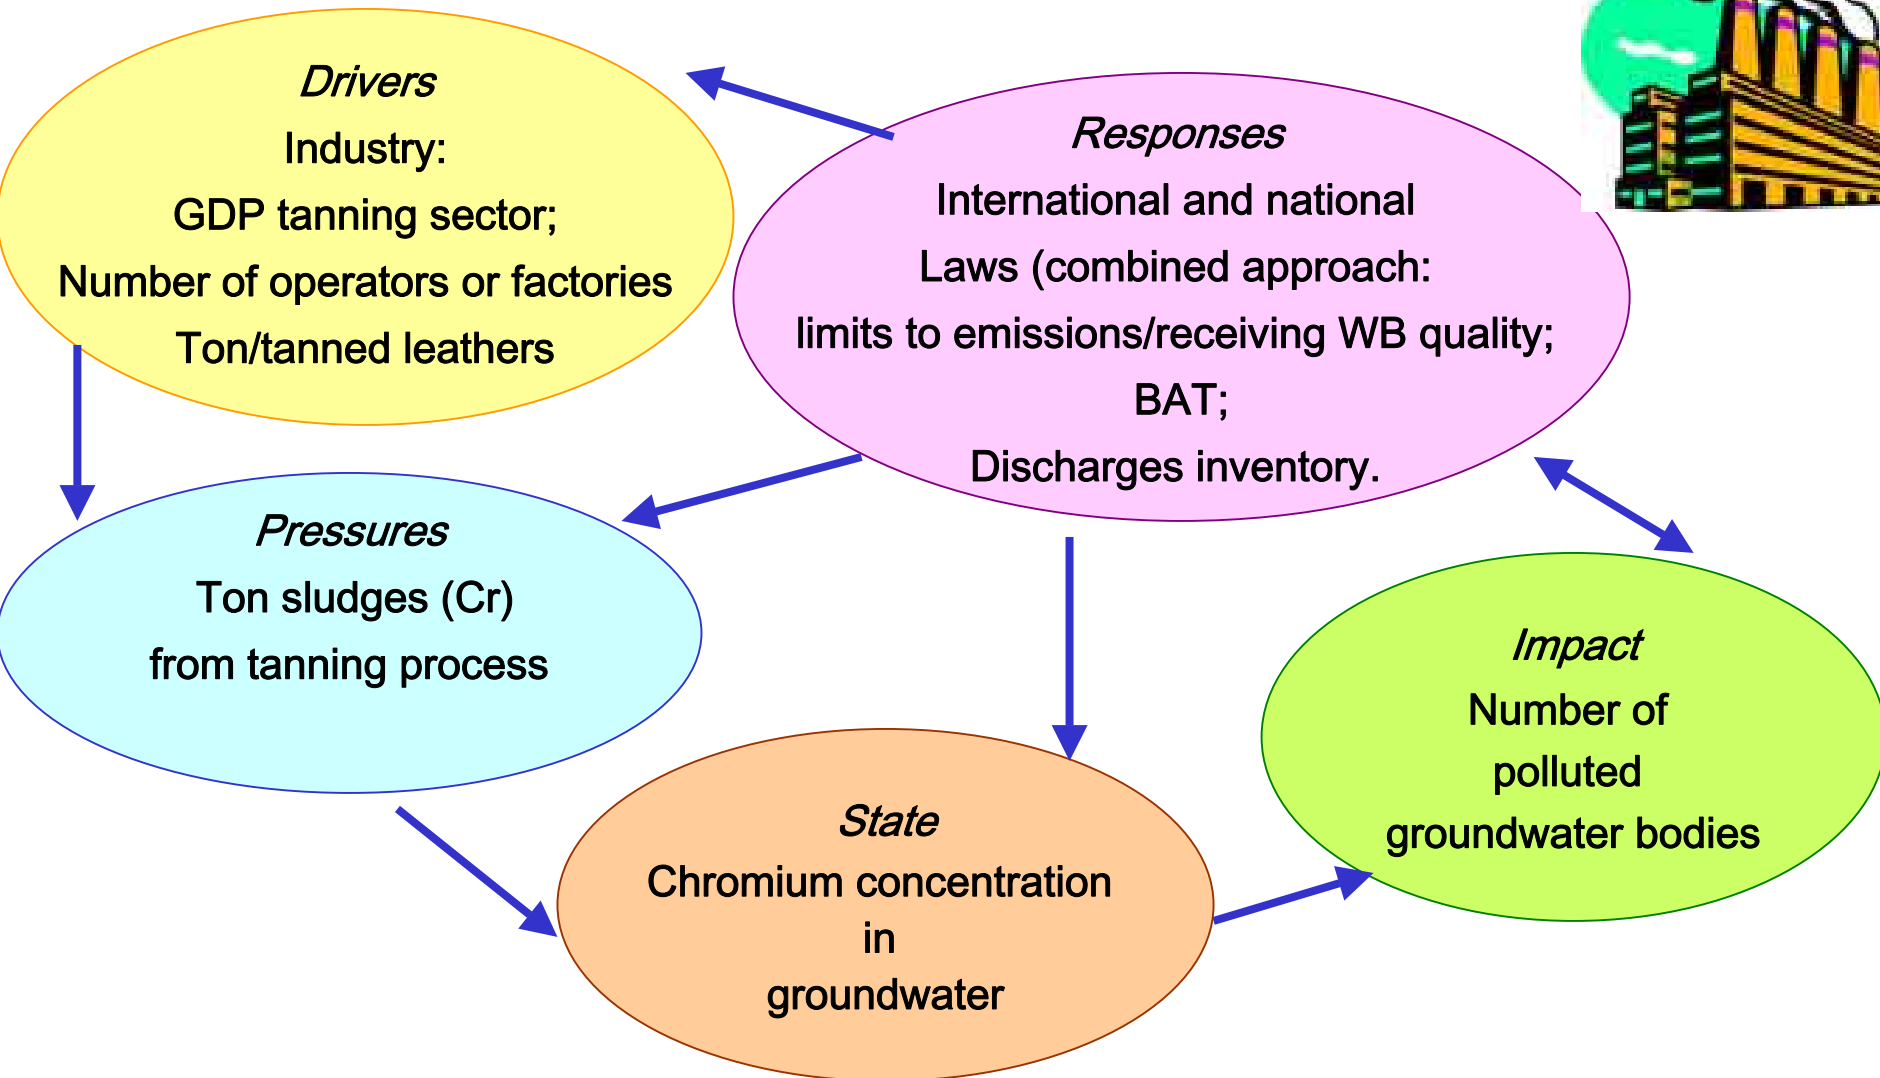 Drivers
Industry:
GDP tanning sector;
Number of operators or factories
Ton/tanned leathers
Responses
International and national
Laws (combined approach:
limits to emissions/receiving WB quality;
BAT;
Discharges inventory.
Pressures
Ton sludges (Cr)
from tanning process
Impact
Number of
polluted
groundwater bodies
State
Chromium concentration
in
groundwater